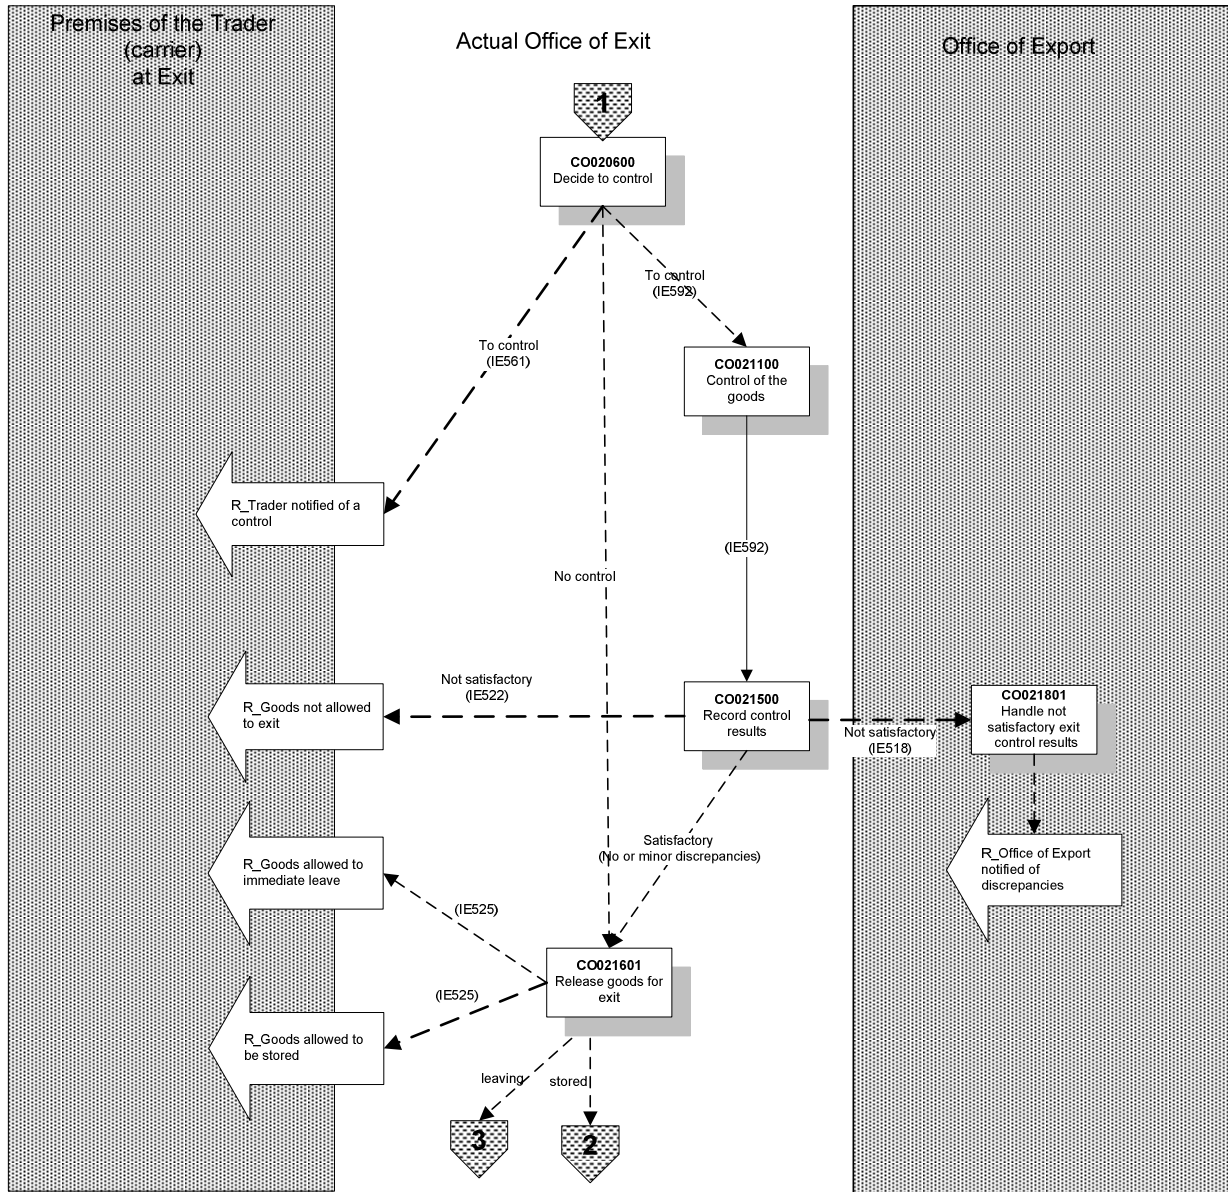 Premises of the Trader
(carrier)
at Exit
Actual Office of Exit
Office of Export
1
CO020600
Decide to control
To control
(IE592)
To control
(IE561)
CO021100
Control of the
goods
R_Trader notified of a
control
(IE592)
No control
Not satisfactory
(IE522)
R_Goods not allowed
to exit
CO021500
Record control
results
Not satisfactory
(IE518)
CO021801
Handle not
satisfactory exit
control results
Satisfactory
(No or minor discrepancies)
R_Goods allowed to
immediate leave
R_Office of Export
notified of
discrepancies
(IE525)
CO021601
Release goods for
exit
(IE525)
R_Goods allowed to
be stored
leaving
stored
3
2